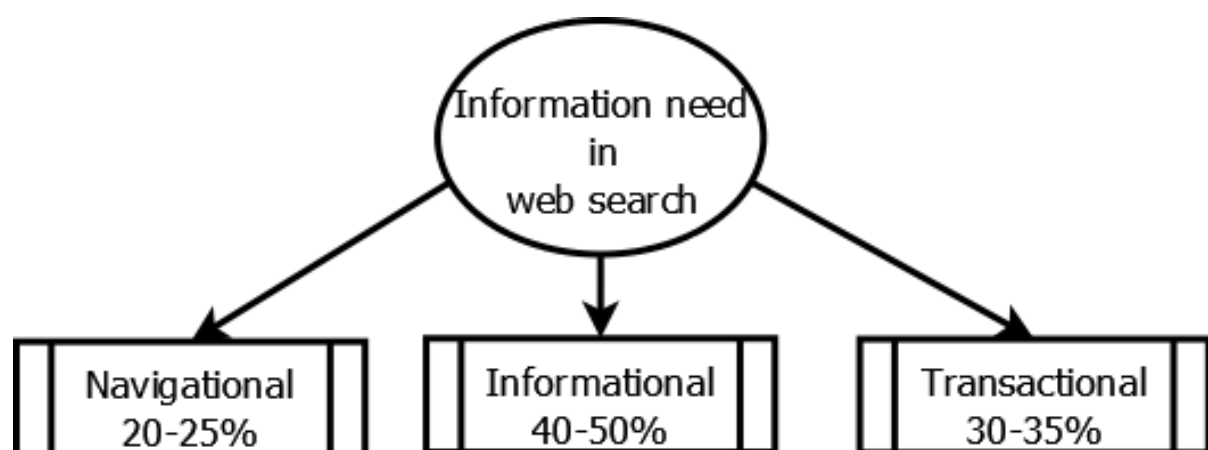 Information need
in
web search
Navigational
20-25%
Informational
40-50%
Transactional
30-35%